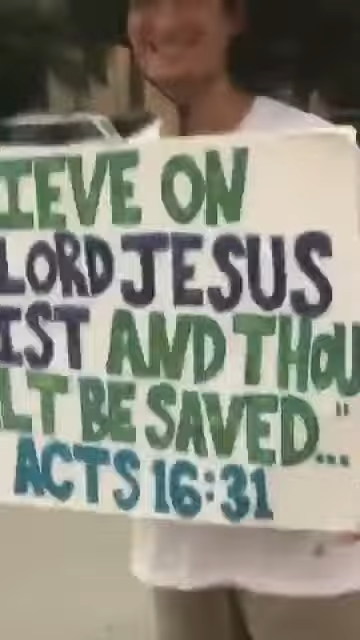 IEVE ON
LORD JESUS
IST AND THOU
LT BE SAVED..."
ACTS 16:31